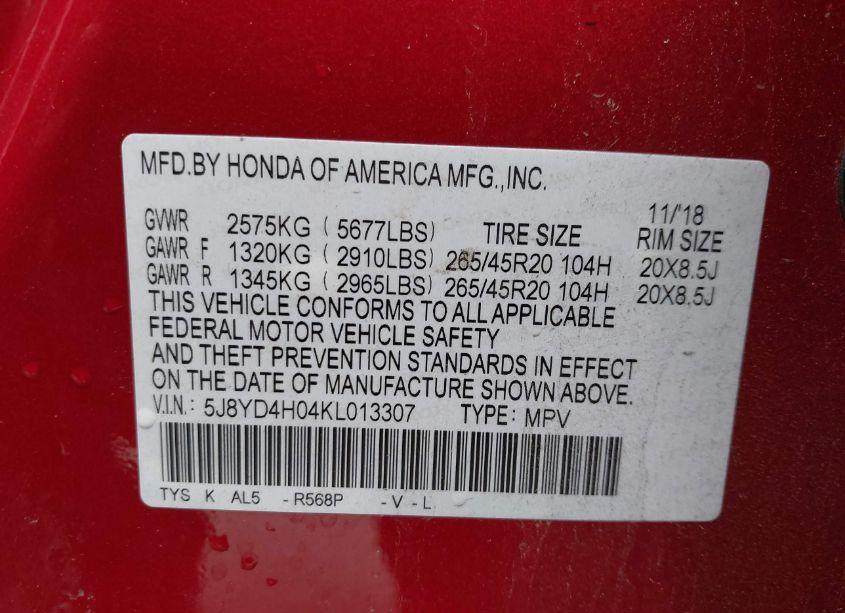 MFD.BY HONDA OF AMERICA MFG.,INC.
11/'18
GVWR 2575KG ( 5677LBS) TIRE SIZE RIM SIZE
GAWR F 1320KG ( 2910LBS) 265/45R20 104H 20X8.5J
GAWR R 1345KG ( 2965LBS) 265/45R20 104H 20X8.5J
THIS VEHICLE CONFORMS TO ALL APPLICABLE
FEDERAL MOTOR VEHICLE SAFETY
AND THEFT PREVENTION STANDARDS IN EFFECT
ON THE DATE OF MANUFACTURE SHOWN ABOVE.
V.I.N.: 5J8YD4H04KL013307 TYPE: MPV
TYS K AL5 -R568P -V-L